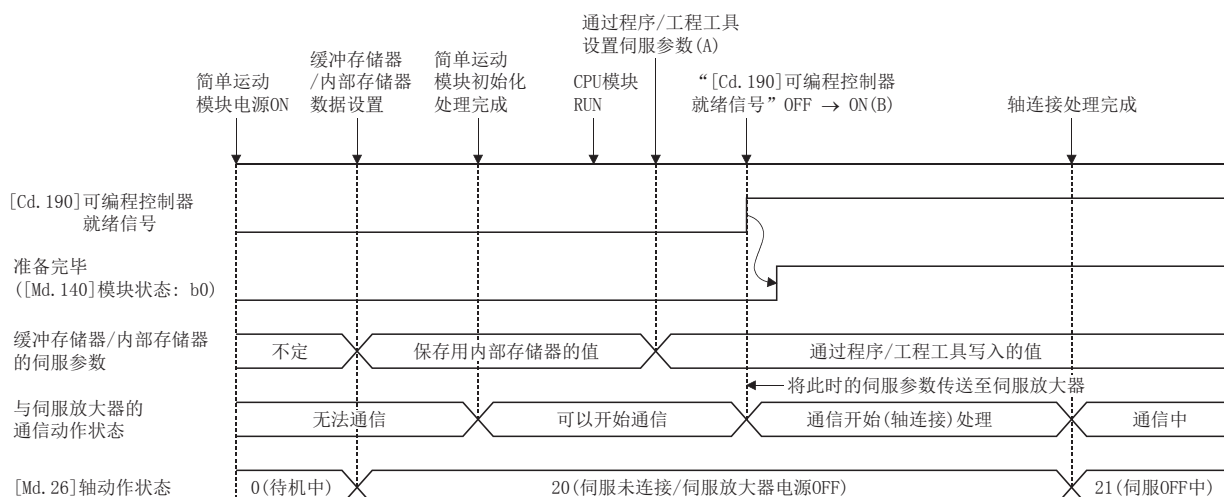 通过程序/工程工具
设置伺服参数(A)
缓冲存储器
/内部存储器
数据设置
简单运动
模块初始化
处理完成
简单运动
模块电源ON
CPU模块
RUN
“[Cd.190]可编程控制器
就绪信号”OFF → ON(B)
轴连接处理完成
[Cd.190]可编程控制器
就绪信号
准备完毕
([Md.140]模块状态: b0)
缓冲存储器/内部存储器
的伺服参数
不定
保存用内部存储器的值
通过程序/工程工具写入的值
将此时的伺服参数传送至伺服放大器
与伺服放大器的
通信动作状态
无法通信
可以开始通信
通信开始(轴连接)处理
通信中
[Md.26]轴动作状态
0(待机中)
20(伺服未连接/伺服放大器电源OFF)
21(伺服OFF中)